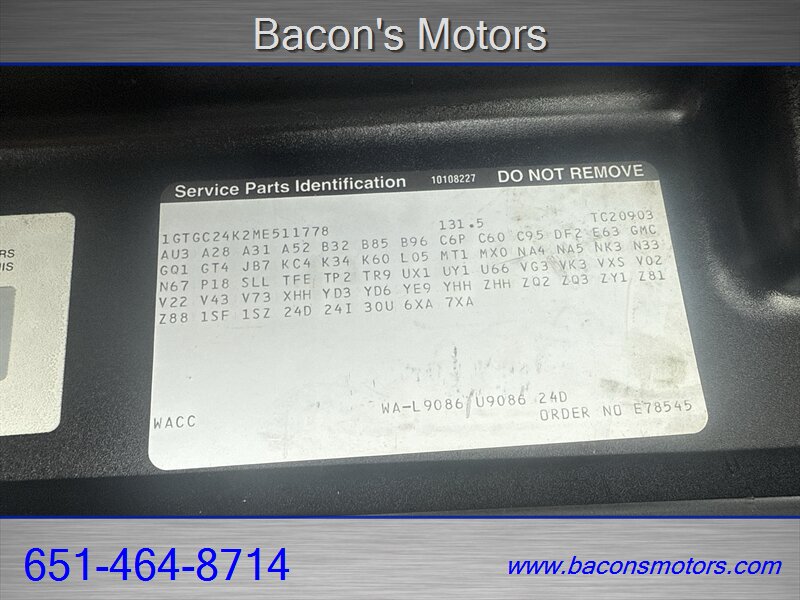 Bacon's Motors
Service Parts Identification 10108227 DO NOT REMOVE
1GTGC24K2ME511778 131.5 TC20903
AU3 A28 A31 A52 B32 B85 B96 C6P C60 C95 DF2 E63 GMC
GQ1 GT4 JB7 KC4 K34 K60 L05 MT1 MX0 NA4 NA5 NK3 N33
N67 P18 SLL TFE TP2 TR9 UX1 UY1 U66 VG3 VK3 VXS V0Z
V22 V43 V73 XHH YD3 YD6 YE9 YHH ZHH ZQ2 ZQ3 ZY1 Z81
Z88 1SF 1SZ 24D 24I 30U 6XA 7XA
WA-L9086/U9086 24D
WACC ORDER NO E78545
RS
UIS
651-464-8714 www.baconsmotors.com